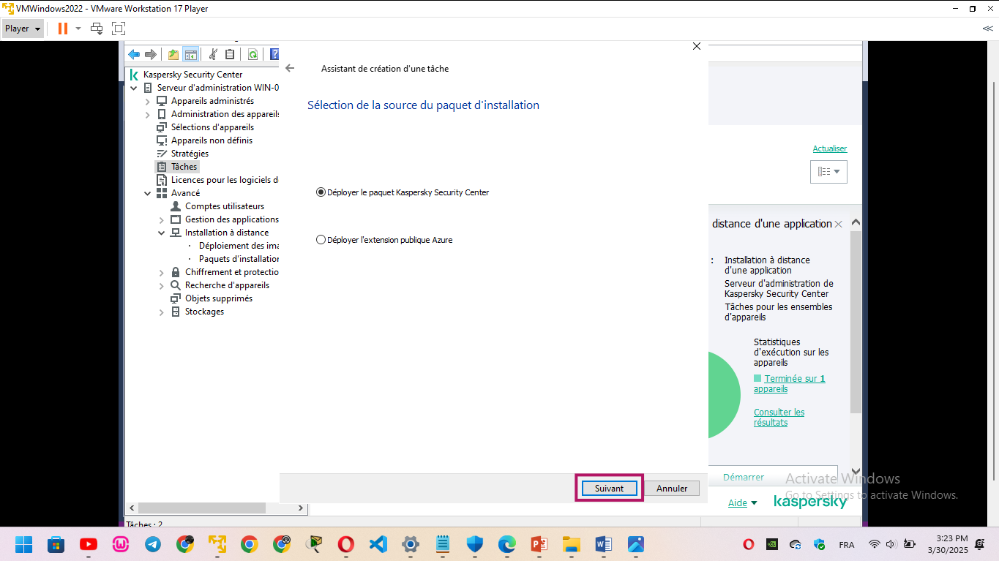 VMWindows2022 - VMware Workstation 17 Player
Player
Kaspersky Security Center
Serveur d'administration WIN-0
Appareils administrés
Administration des appareils
Sélections d'appareils
Appareils non définis
Stratégies
Tâches
Licences pour les logiciels d
Avancé
Comptes utilisateurs
Gestion des applications
Installation à distance
Déploiement des ima
Paquets d'installation
Chiffrement et protectio
Recherche d'appareils
Objets supprimés
Stockages
Tâches : 2
Assistant de création d'une tâche
Sélection de la source du paquet d'installation
Déployer le paquet Kaspersky Security Center
Déployer l'extension publique Azure
Suivant
Annuler
Actualiser
distance d'une application
:
Installation à distance
d'une application
Serveur d'administration de
Kaspersky Security Center
Tâches pour les ensembles
d'appareils
Statistiques
d'exécution sur les
appareils
Terminée sur 1
appareils
Consulter les
résultats
Démarrer
Aide
kaspersky
Activate Windows
Go to Settings to activate Windows.
FRA
3:23 PM
3/30/2025